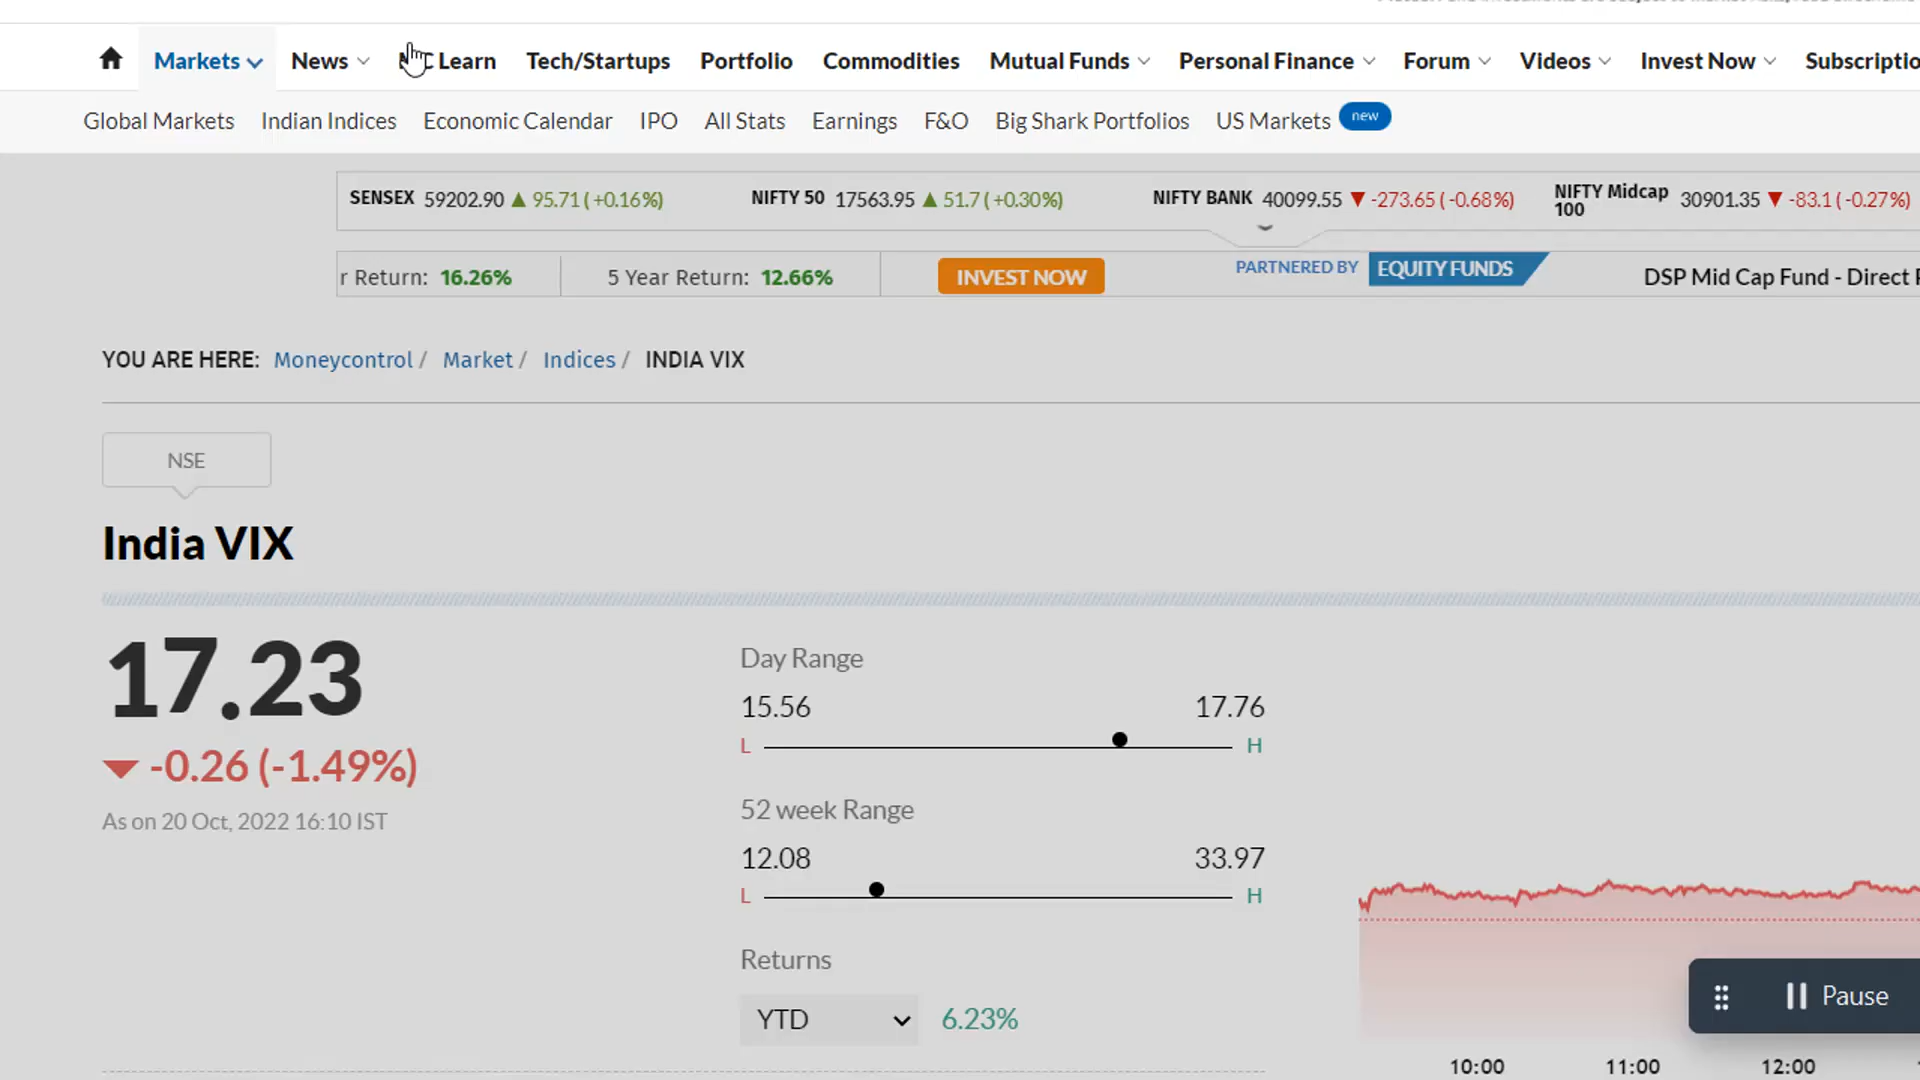 Markets News Learn Tech/Startups Portfolio Commodities Mutual Funds Personal Finance Forum Videos Invest Now Subscriptio
Global Markets Indian Indices Economic Calendar IPO All Stats Earnings F&O Big Shark Portfolios US Markets new
SENSEX 59202.90 ▲ 95.71 ( +0.16%) NIFTY 50 17563.95 ▲ 51.7 ( +0.30%) NIFTY BANK 40099.55 ▼ -273.65 ( -0.68%) NIFTY Midcap 100 30901.35 ▼ -83.1 ( -0.27%)
r Return: 16.26% 5 Year Return: 12.66% INVEST NOW PARTNERED BY EQUITY FUNDS DSP Mid Cap Fund - Direct
YOU ARE HERE: Moneycontrol / Market / Indices / INDIA VIX
NSE
India VIX
17.23
▼ -0.26 (-1.49%)
As on 20 Oct, 2022 16:10 IST
Day Range
15.56 17.76
L H
52 week Range
12.08 33.97
L H
Returns
YTD 6.23%
Pause
10:00 11:00 12:00